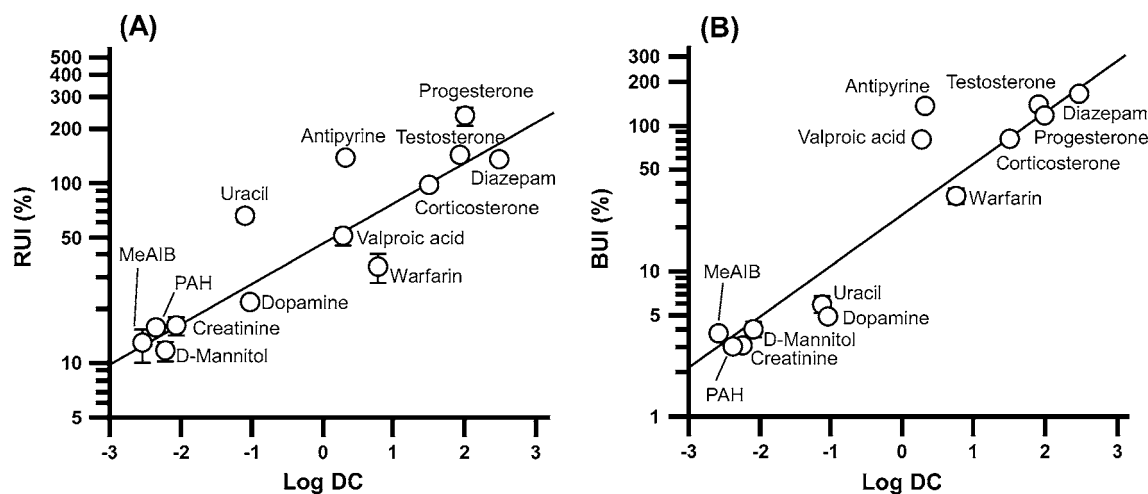 (A)
RUI (%)
500
400
300
200
100
50
10
5
Progesterone
Antipyrine
Testosterone
Diazepam
Uracil
Corticosterone
Valproic acid
MeAIB
PAH
Warfarin
Dopamine
Creatinine
D-Mannitol
-3 -2 -1 0 1 2 3
Log DC
(B)
BUI (%)
300
200
100
50
10
5
1
Antipyrine
Testosterone
Diazepam
Valproic acid
Progesterone
Corticosterone
Warfarin
MeAIB
Uracil
Dopamine
D-Mannitol
Creatinine
PAH
-3 -2 -1 0 1 2 3
Log DC